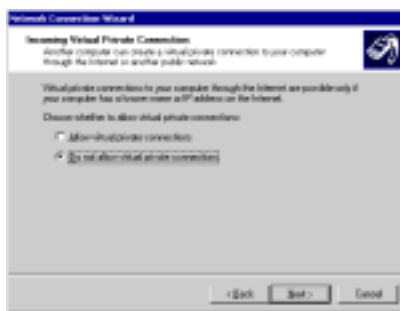 Network Connection Wizard
Incoming Virtual Private Connection
Another computer can create a virtual private connection to your computer
through the Internet or another public network
Virtual private connections to your computer through the Internet are possible only if
your computer has a known name or IP address on the Internet.
Choose whether to allow virtual private connections:
Allow virtual private connections
Do not allow virtual private connections
< Back
Next >
Cancel